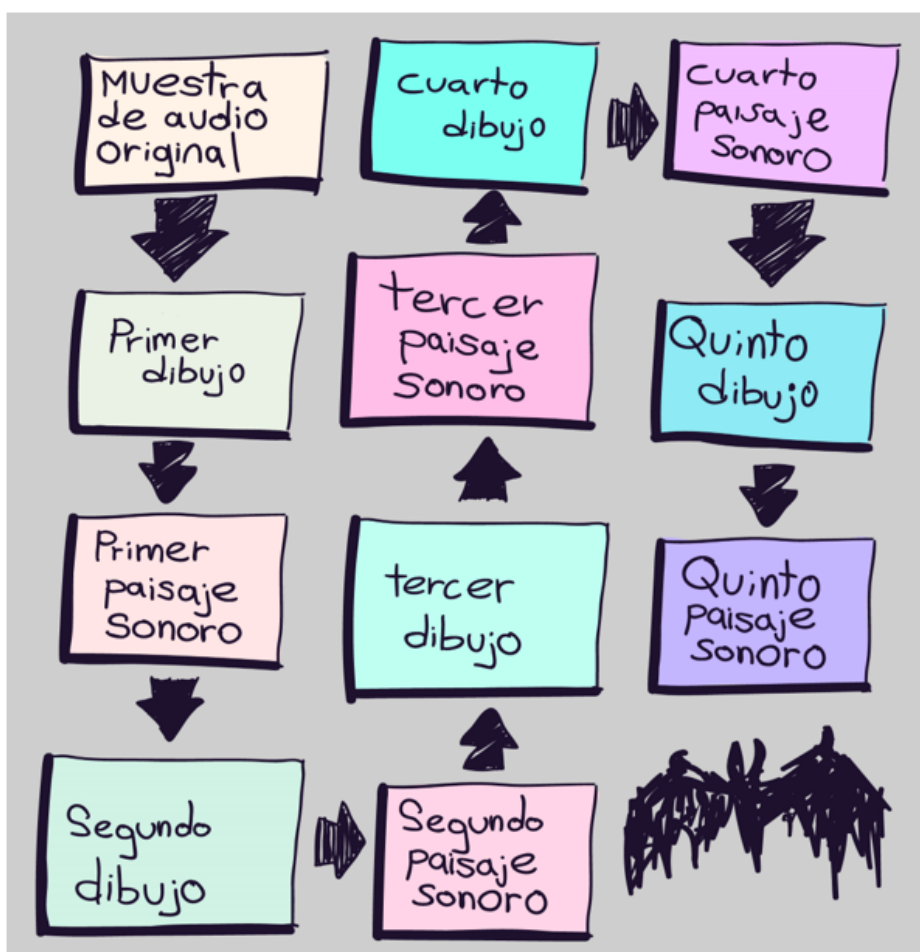 Muestra
de audio
original
Primer
dibujo
Primer
paisaje
Sonoro
Segundo
dibujo
Segundo
paisaje
sonoro
tercer
dibujo
tercer
paisaje
Sonoro
cuarto
dibujo
cuarto
paisaje
Sonoro
Quinto
dibujo
Quinto
paisaje
sonoro